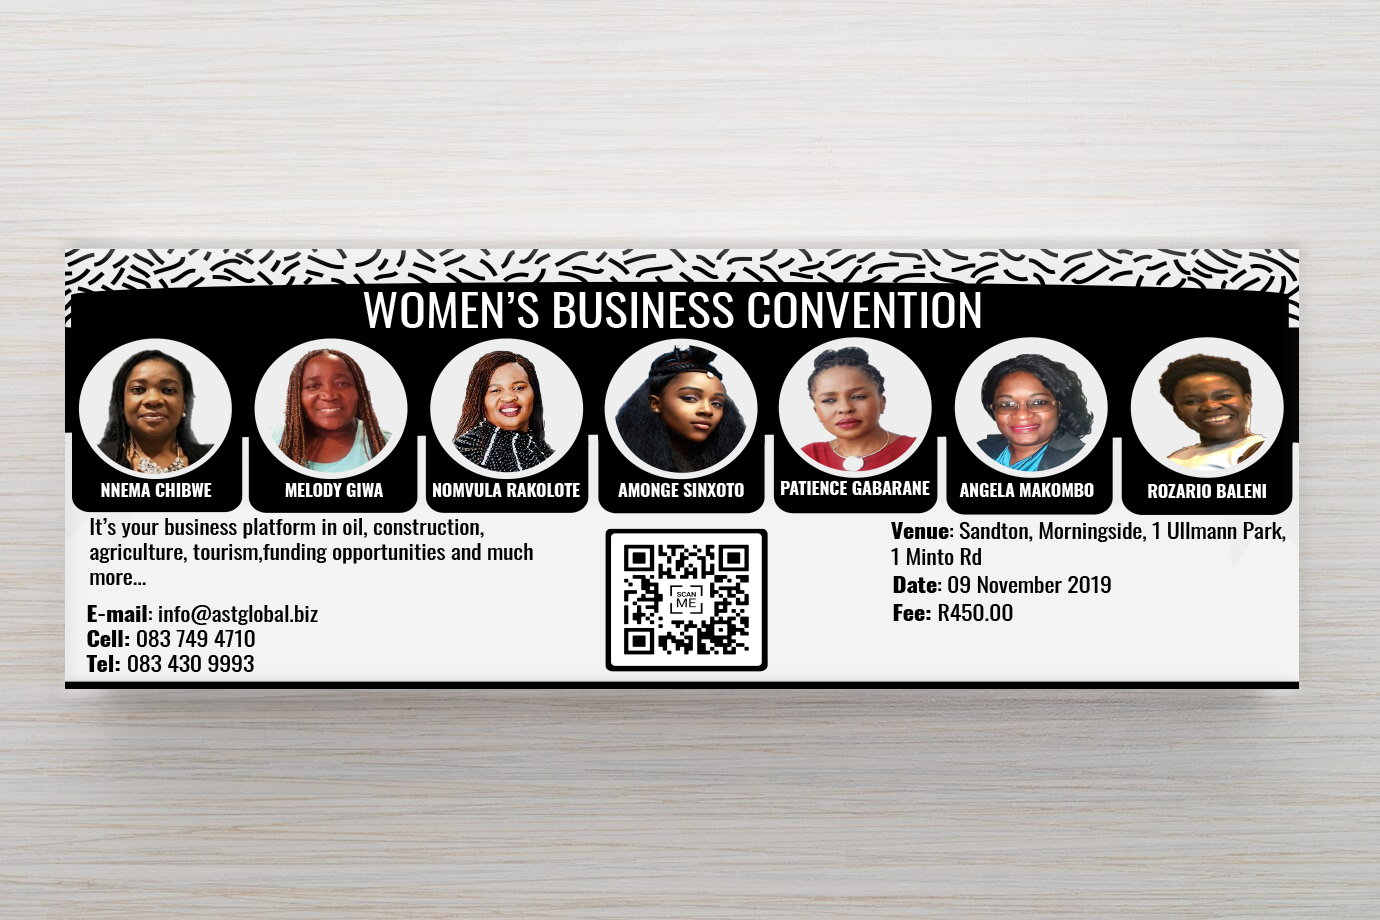 WOMEN’S BUSINESS CONVENTION
NNEMA CHIBWE
MELODY GIWA
NOMVULA RAKOLOTE
AMONGE SINXOTO
PATIENCE GABARANE
ANGELA MAKOMBO
ROZARIO BALENI
It’s your business platform in oil, construction,
agriculture, tourism,funding opportunities and much
more...
E-mail: info@astglobal.biz
Cell: 083 749 4710
Tel: 083 430 9993
SCAN
ME
Venue: Sandton, Morningside, 1 Ullmann Park,
1 Minto Rd
Date: 09 November 2019
Fee: R450.00